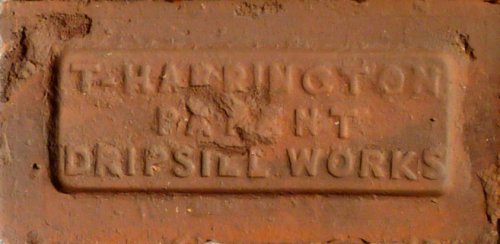 T. HARRINGTON
PATENT
DRIPSILL WORKS